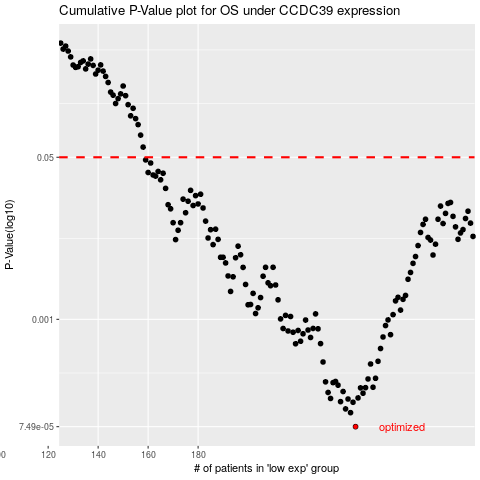 Cumulative P-Value plot for OS under CCDC39 expression
P-Value(log10)
0.05
0.001
7.49e-05
optimized
00 120 140 160 180
# of patients in 'low exp' group